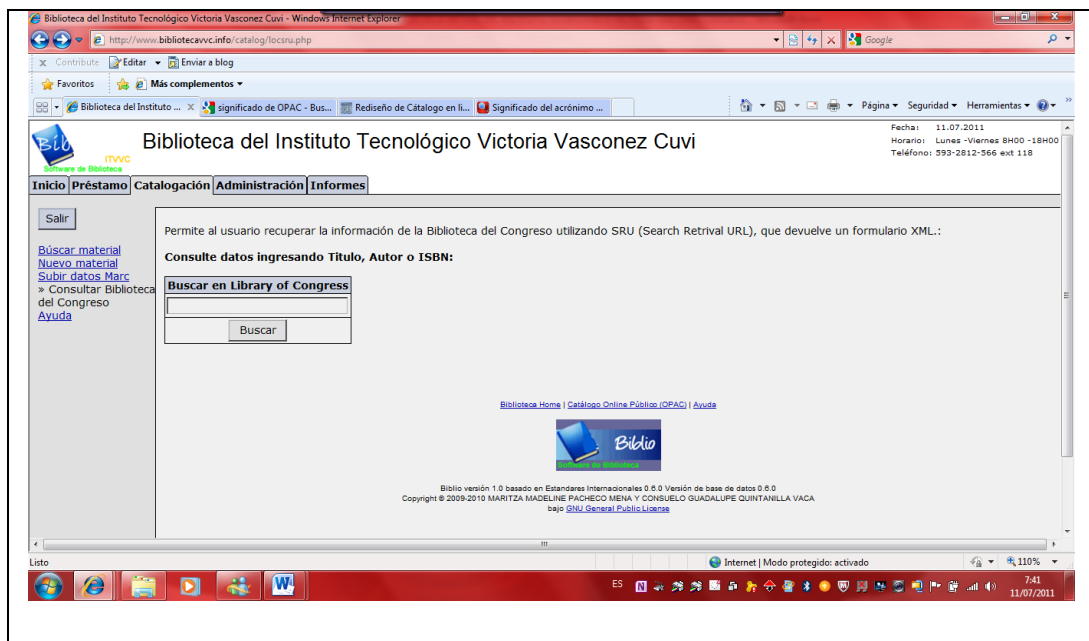 Biblioteca del Instituto Tecnológico Victoria Vasconez Cuvi - Windows Internet Explorer
http://www.bibliotecavvc.info/catalog/locsru.php
Google
x Contribute Editar Enviar a blog
Favoritos Más complementos
Biblioteca del Institututo ... x significado de OPAC - Bus... Rediseño de Cátalogo en li... Significado del acrónimo ...
Página Seguridad Herramientas
Bib
ITVVC
Software de Biblioteca
Biblioteca del Instituto Tecnológico Victoria Vasconez Cuvi
Fecha: 11.07.2011
Horario: Lunes -Viernes 8H00 -18H00
Teléfono: 593-2812-566 ext 118
Inicio Préstamo Catalogación Administración Informes
Salir
Búscar material
Nuevo material
Subir datos Marc
» Consultar Biblioteca
del Congreso
Ayuda
Permite al usuario recuperar la información de la Biblioteca del Congreso utilizando SRU (Search Retrival URL), que devuelve un formulario XML.:
Consulte datos ingresando Titulo, Autor o ISBN:
Buscar en Library of Congress
Buscar
Biblioteca Home | Catálogo Online Público (OPAC) | Ayuda
Biblio
Software de Biblioteca
Biblio versión 1.0 basado en Estandares Internacionales 0.6.0 Versión de base de datos 0.6.0
Copyright © 2009-2010 MARITZA MADELINE PACHECO MENA Y CONSUELO GUADALUPE QUINTANILLA VACA
bajo GNU General Public License
Listo
Internet | Modo protegido: activado
110%
ES
7:41
11/07/2011